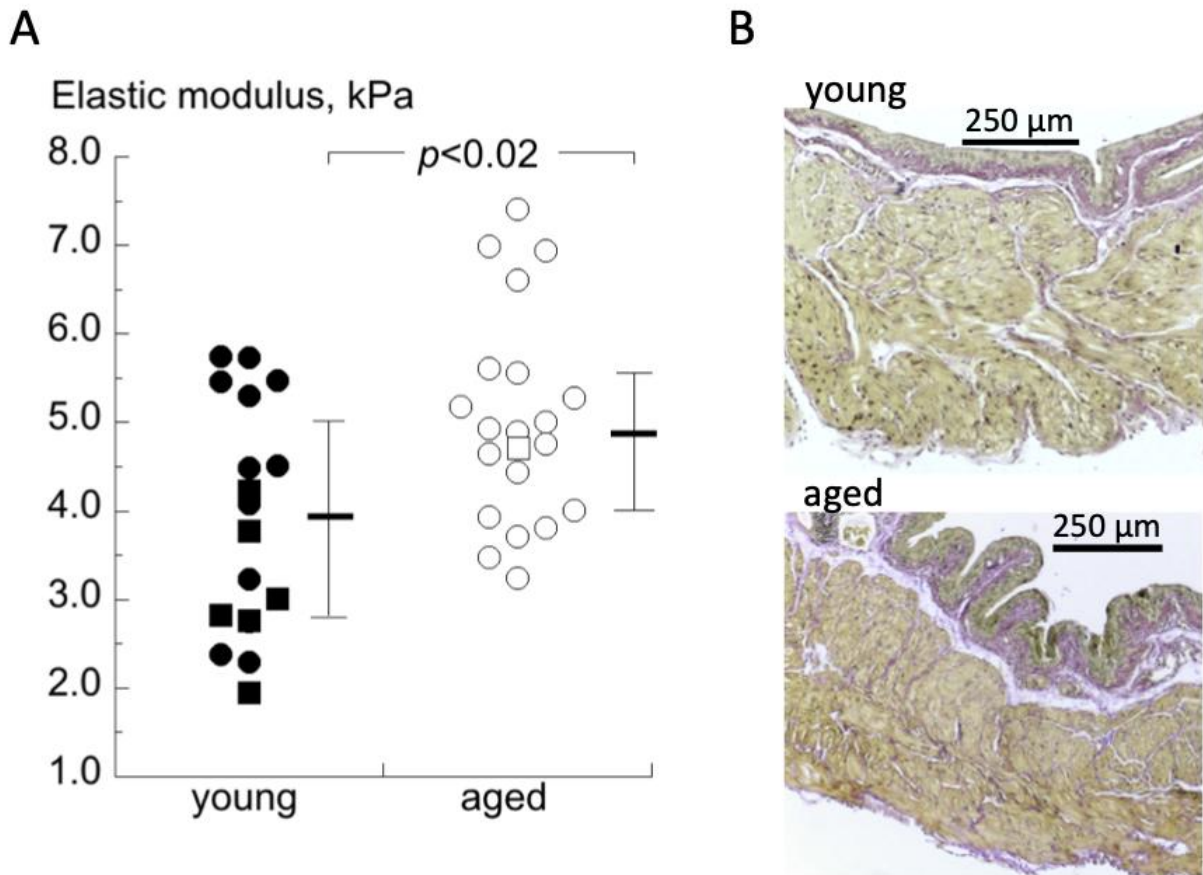 A
Elastic modulus, kPa
8.0
7.0
6.0
5.0
4.0
3.0
2.0
1.0
p<0.02
young
aged
B
young
250 µm
aged
250 µm